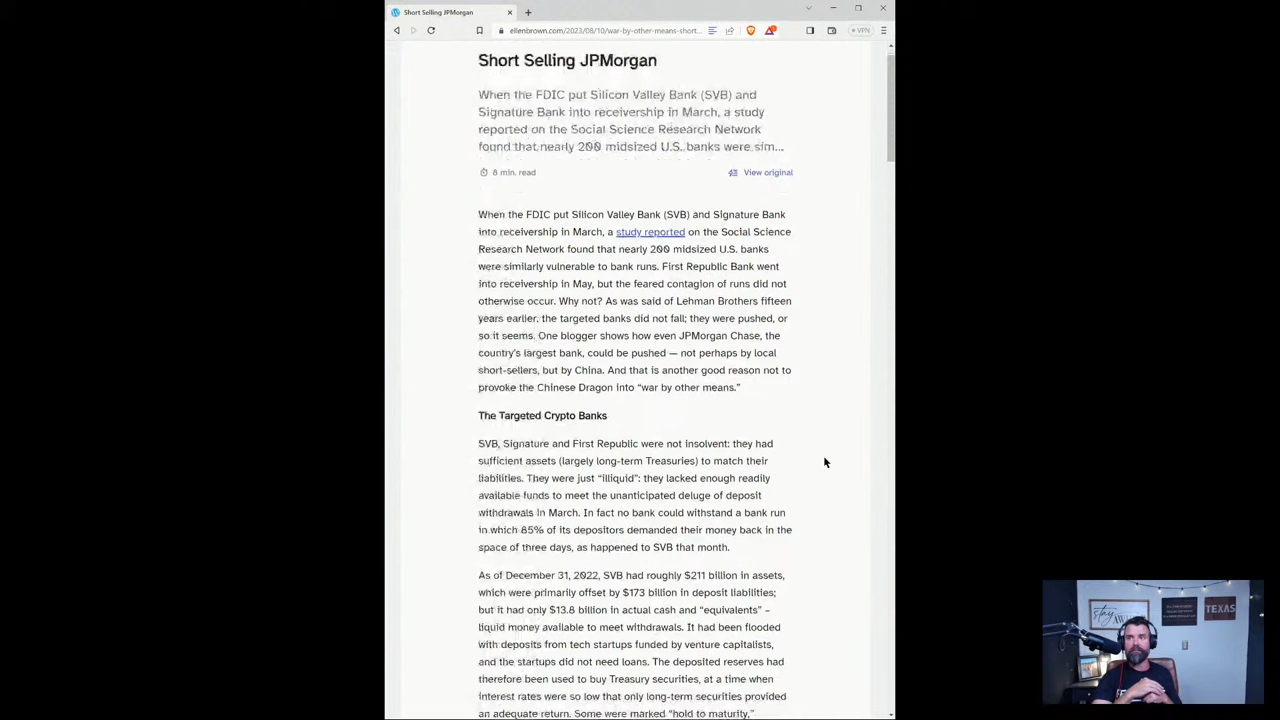 Short Selling JPMorgan
ellenbrown.com/2023/08/10/war-by-other-means-short...
VPN
Short Selling JPMorgan
When the FDIC put Silicon Valley Bank (SVB) and
Signature Bank into receivership in March, a study
reported on the Social Science Research Network
found that nearly 200 midsized U.S. banks were sim...
8 min. read
View original
When the FDIC put Silicon Valley Bank (SVB) and Signature Bank
into receivership in March, a study reported on the Social Science
Research Network found that nearly 200 midsized U.S. banks
were similarly vulnerable to bank runs. First Republic Bank went
into receivership in May, but the feared contagion of runs did not
otherwise occur. Why not? As was said of Lehman Brothers fifteen
years earlier, the targeted banks did not fall; they were pushed, or
so it seems. One blogger shows how even JPMorgan Chase, the
country's largest bank, could be pushed — not perhaps by local
short-sellers, but by China. And that is another good reason not to
provoke the Chinese Dragon into “war by other means.”
The Targeted Crypto Banks
SVB, Signature and First Republic were not insolvent: they had
sufficient assets (largely long-term Treasuries) to match their
liabilities. They were just “illiquid”: they lacked enough readily
available funds to meet the unanticipated deluge of deposit
withdrawals in March. In fact no bank could withstand a bank run
in which 85% of its depositors demanded their money back in the
space of three days, as happened to SVB that month.
As of December 31, 2022, SVB had roughly $211 billion in assets,
which were primarily offset by $173 billion in deposit liabilities;
but it had only $13.8 billion in actual cash and “equivalents” –
liquid money available to meet withdrawals. It had been flooded
with deposits from tech startups funded by venture capitalists,
and the startups did not need loans. The deposited reserves had
therefore been used to buy Treasury securities, at a time when
interest rates were so low that only long-term securities provided
an adequate return. Some were marked “hold to maturity,”
stay
TEXAS